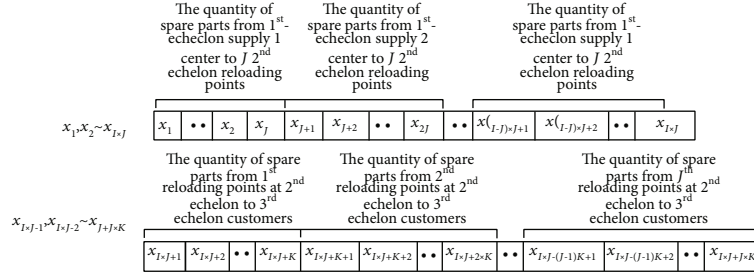 The quantity of spare parts from 1st-echeclon supply 1 center to J 2nd echelon reloading points
The quantity of spare parts from 1st-echeclon supply 2 center to J 2nd echelon reloading points
The quantity of spare parts from 1st-echeclon supply 1 center to J 2nd echelon reloading points
x1,x2~xI×J
x1 •• x2 xJ xJ+1 xJ+2 •• x2J •• x(I-J)×J+1 x(I-J)×J+2 •• xI×J
The quantity of spare parts from 1st reloading points at 2nd echelon to 3rd echelon customers
The quantity of spare parts from 2nd reloading points at 2nd echelon to 3rd echelon customers
The quantity of spare parts from Jth reloading points at 2nd echelon to 3rd echelon customers
xI×J-1,xI×J-2~xJ+J×K
xI×J+1 xI×J+2 •• xI×J+K xI×J+K+1 xI×J+K+2 •• xI×J+2×K •• xI×J-(J-1)K+1 xI×J-(J-1)K+2 •• xI×J+J×K